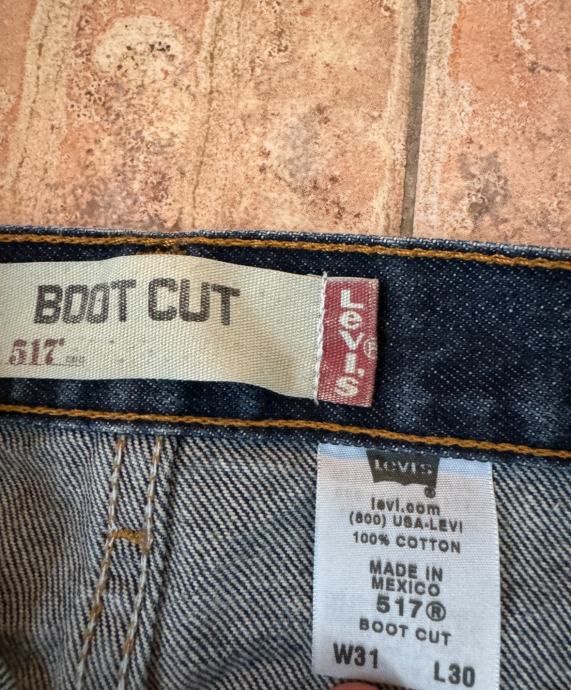 BOOT CUT
517
Levi's®
LEVI'S
®
levi.com
(800) USA-LEVI
100% COTTON
MADE IN
MEXICO
517®
BOOT CUT
W31 L30